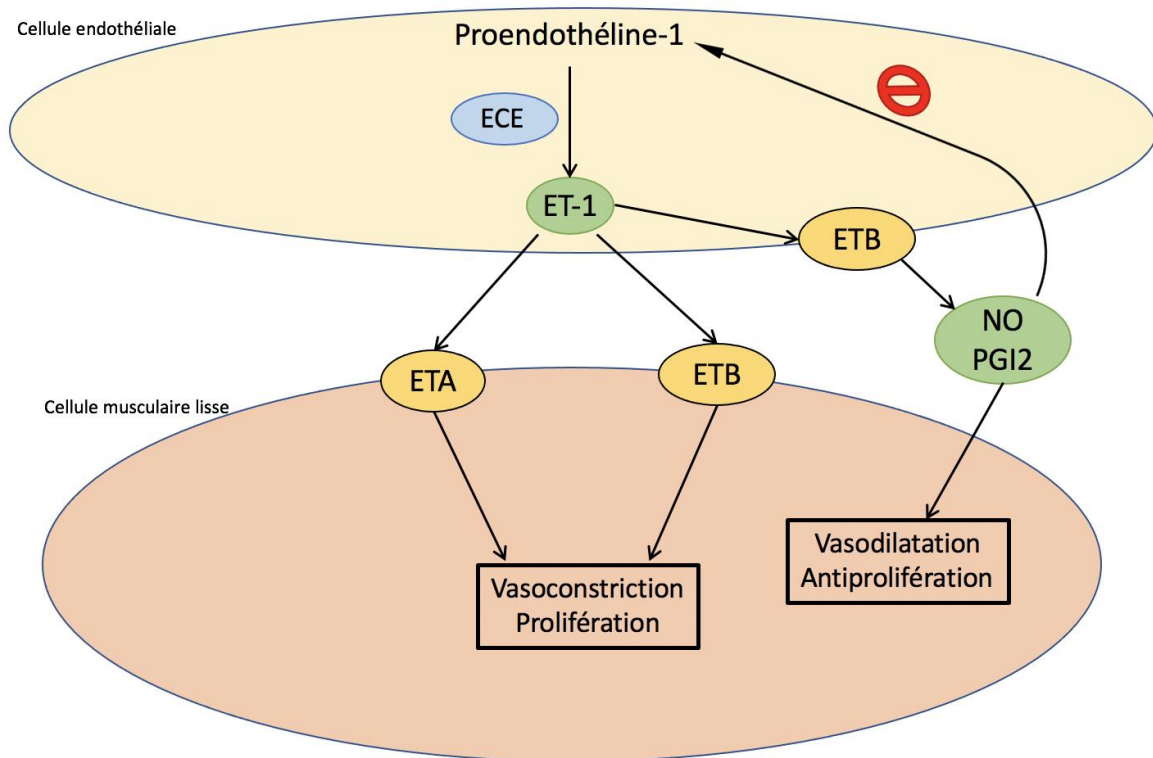 Cellule endothéliale
Proendothéline-1
ECE
ET-1
ETB
NO
PGI2
ETA
ETB
Cellule musculaire lisse
Vasodilatation
Antiprolifération
Vasoconstriction
Prolifération